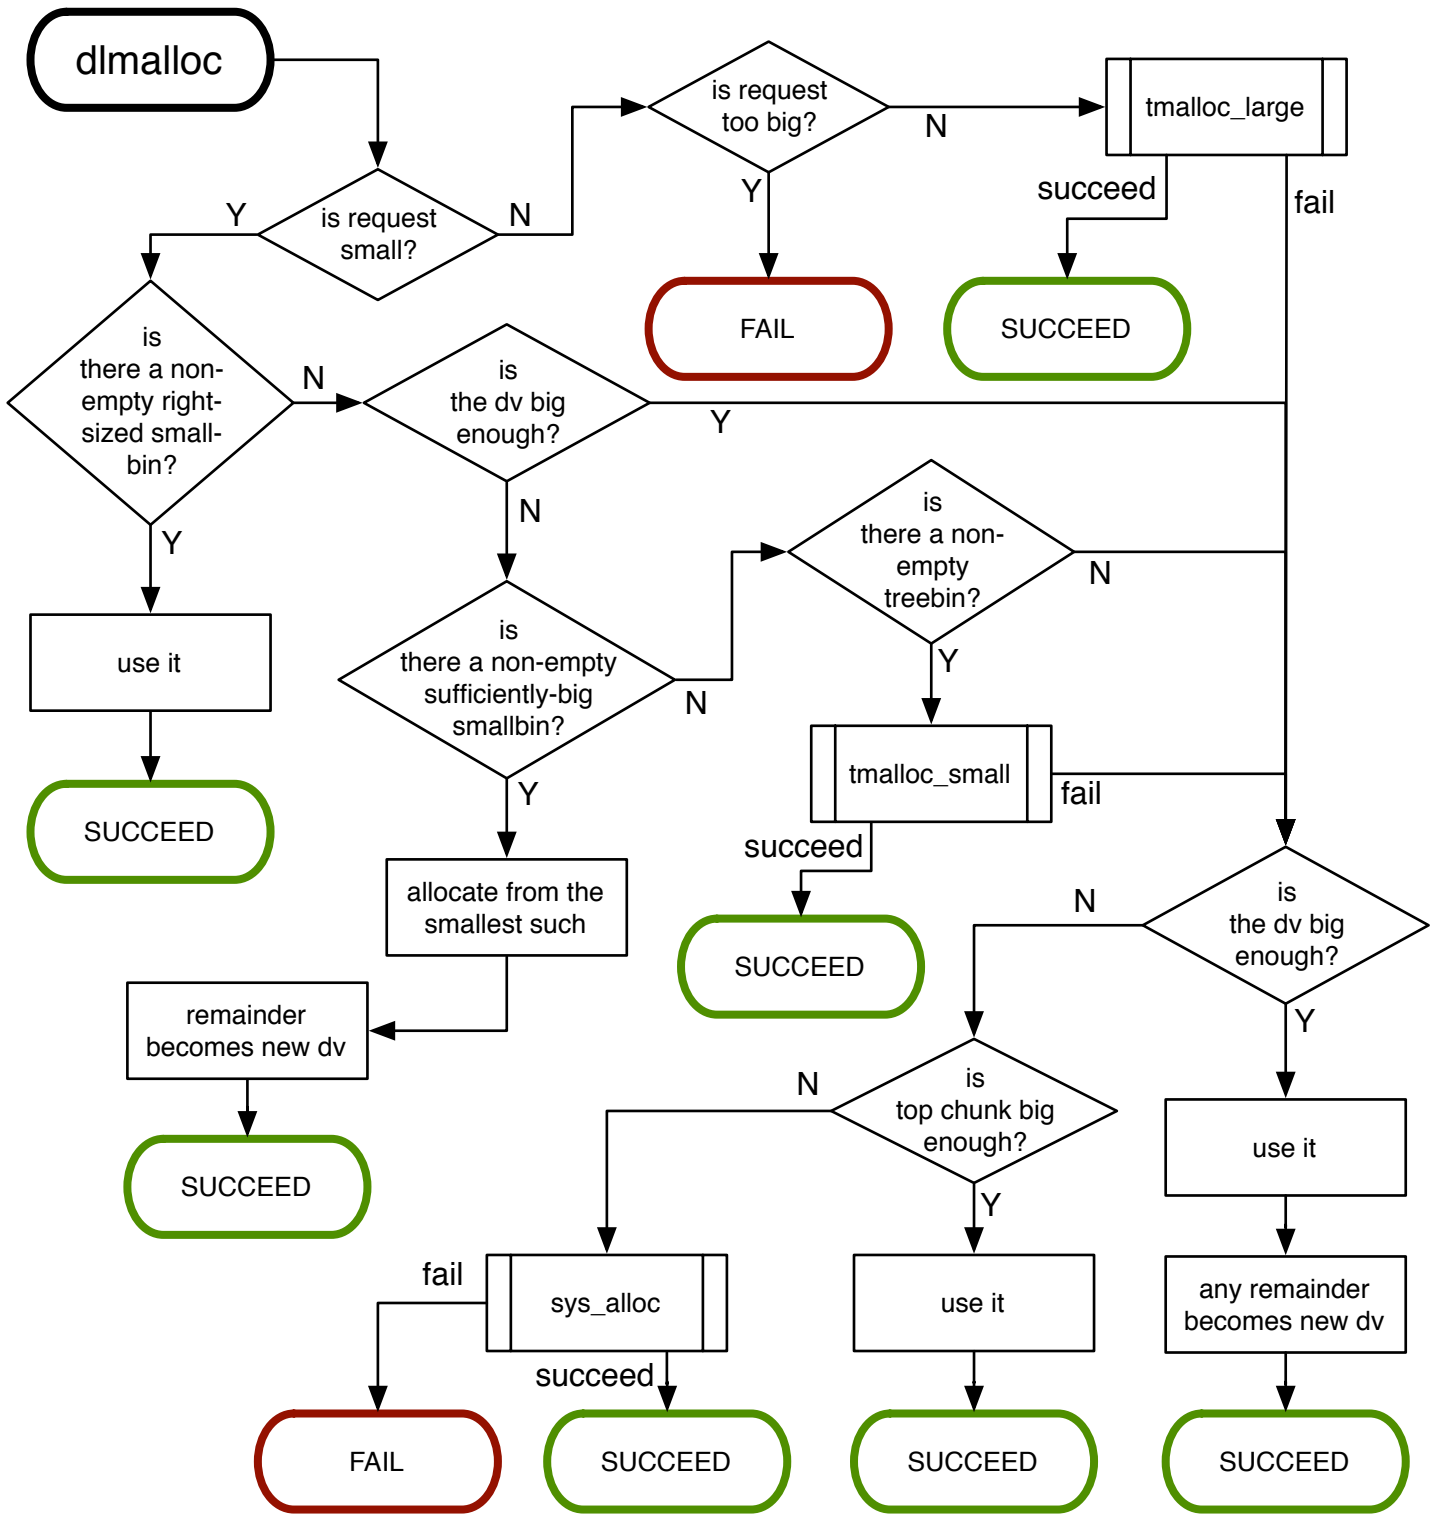 dlmalloc
is request
too big?
N
tmalloc_large
Y
succeed
fail
Y
is request
small?
N
FAIL
SUCCEED
is
there a non-
empty right-
sized small-
bin?
N
is
the dv big
enough?
Y
Y
N
is
there a non-
empty
treebin?
N
use it
is
there a non-empty
sufficiently-big
smallbin?
N
Y
tmalloc_small
fail
SUCCEED
Y
succeed
allocate from the
smallest such
SUCCEED
N
is
the dv big
enough?
Y
remainder
becomes new dv
N
is
top chunk big
enough?
use it
SUCCEED
Y
fail
sys_alloc
use it
any remainder
becomes new dv
succeed
FAIL
SUCCEED
SUCCEED
SUCCEED